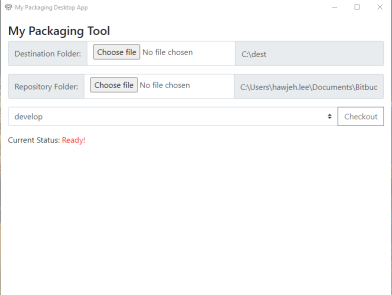 My Packaging Desktop App
My Packaging Tool
Destination Folder: Choose file No file chosen C:\dest
Repository Folder: Choose file No file chosen C:\Users\hawjeh.lee\Documents\Bitbuc
develop Checkout
Current Status: Ready!